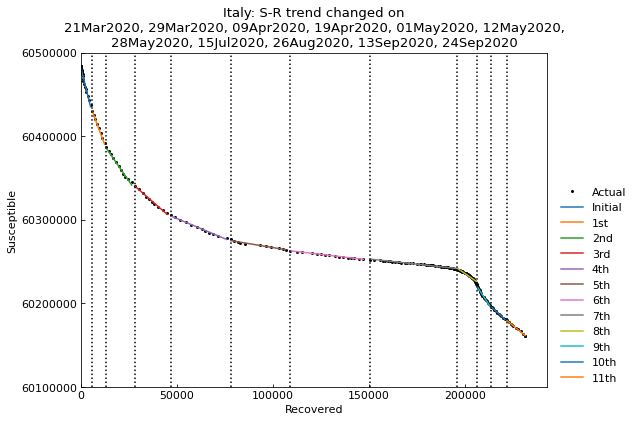 Italy: S-R trend changed on
21Mar2020, 29Mar2020, 09Apr2020, 19Apr2020, 01May2020, 12May2020,
28May2020, 15Jul2020, 26Aug2020, 13Sep2020, 24Sep2020
60500000
60400000
60300000
60200000
60100000
Susceptible
0
50000
100000
150000
200000
Recovered
Actual
Initial
1st
2nd
3rd
4th
5th
6th
7th
8th
9th
10th
11th